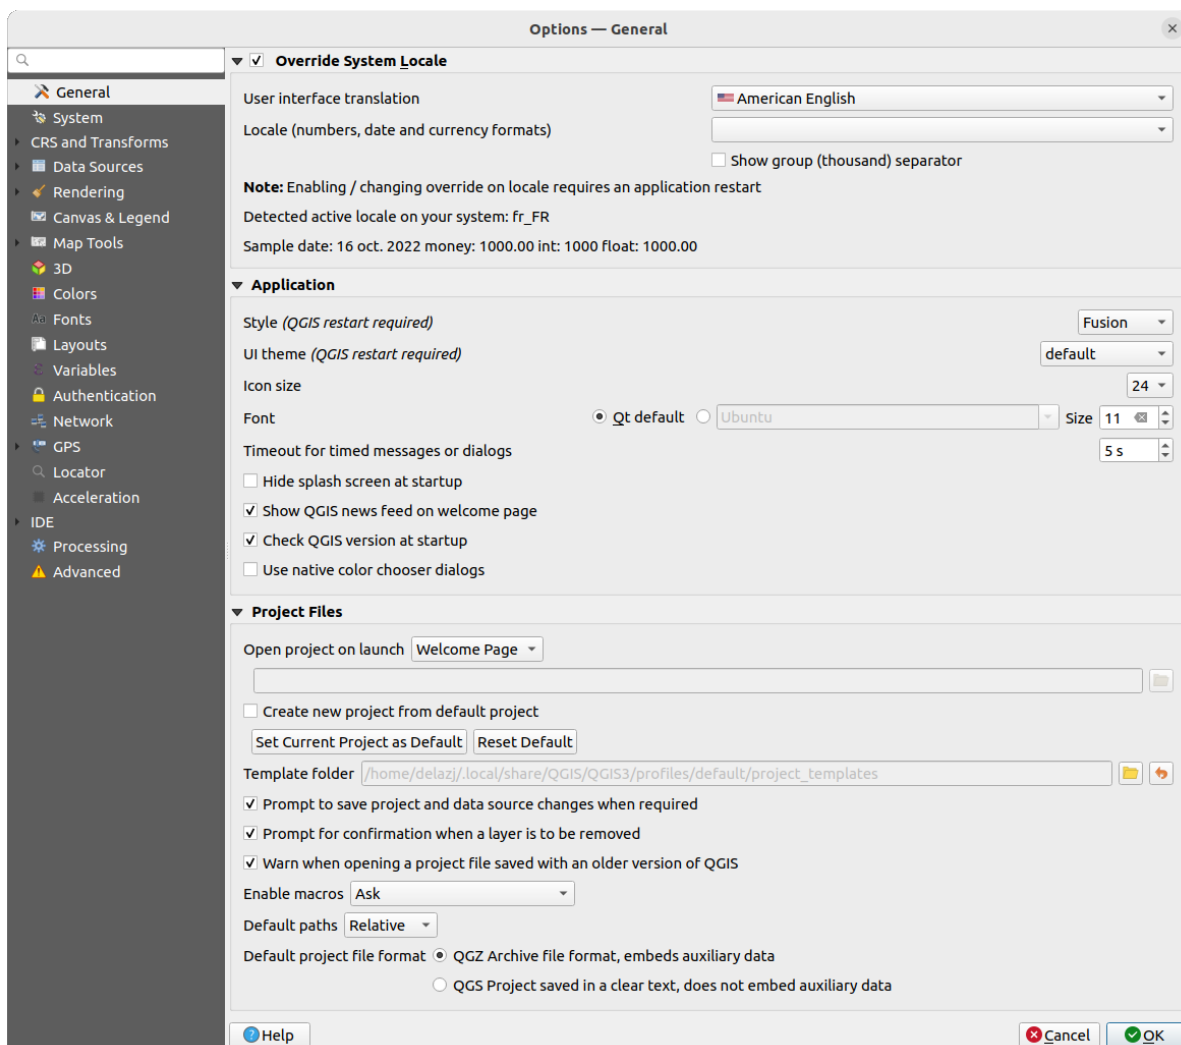 Options — General
Override System Locale
General
User interface translation American English
System
Locale (numbers, date and currency formats)
CRS and Transforms
Show group (thousand) separator
Data Sources
Note: Enabling / changing override on locale requires an application restart
Rendering
Canvas & Legend
Detected active locale on your system: fr_FR
Map Tools
Sample date: 16 oct. 2022 money: 1000.00 int: 1000 float: 1000.00
3D
Application
Colors
Fonts
Style (QGIS restart required) Fusion
Layouts
UI theme (QGIS restart required) default
Variables
Icon size 24
Authentication
Font Qt default Ubuntu Size 11
Network
GPS
Timeout for timed messages or dialogs 5 s
Locator
Hide splash screen at startup
Acceleration
Show QGIS news feed on welcome page
IDE
Check QGIS version at startup
Processing
Use native color chooser dialogs
Advanced
Project Files
Open project on launch Welcome Page
Create new project from default project
Set Current Project as Default Reset Default
Template folder /home/delazj/.local/share/QGIS/QGIS3/profiles/default/project_templates
Prompt to save project and data source changes when required
Prompt for confirmation when a layer is to be removed
Warn when opening a project file saved with an older version of QGIS
Enable macros Ask
Default paths Relative
Default project file format QGZ Archive file format, embeds auxiliary data
QGS Project saved in a clear text, does not embed auxiliary data
Help Cancel OK